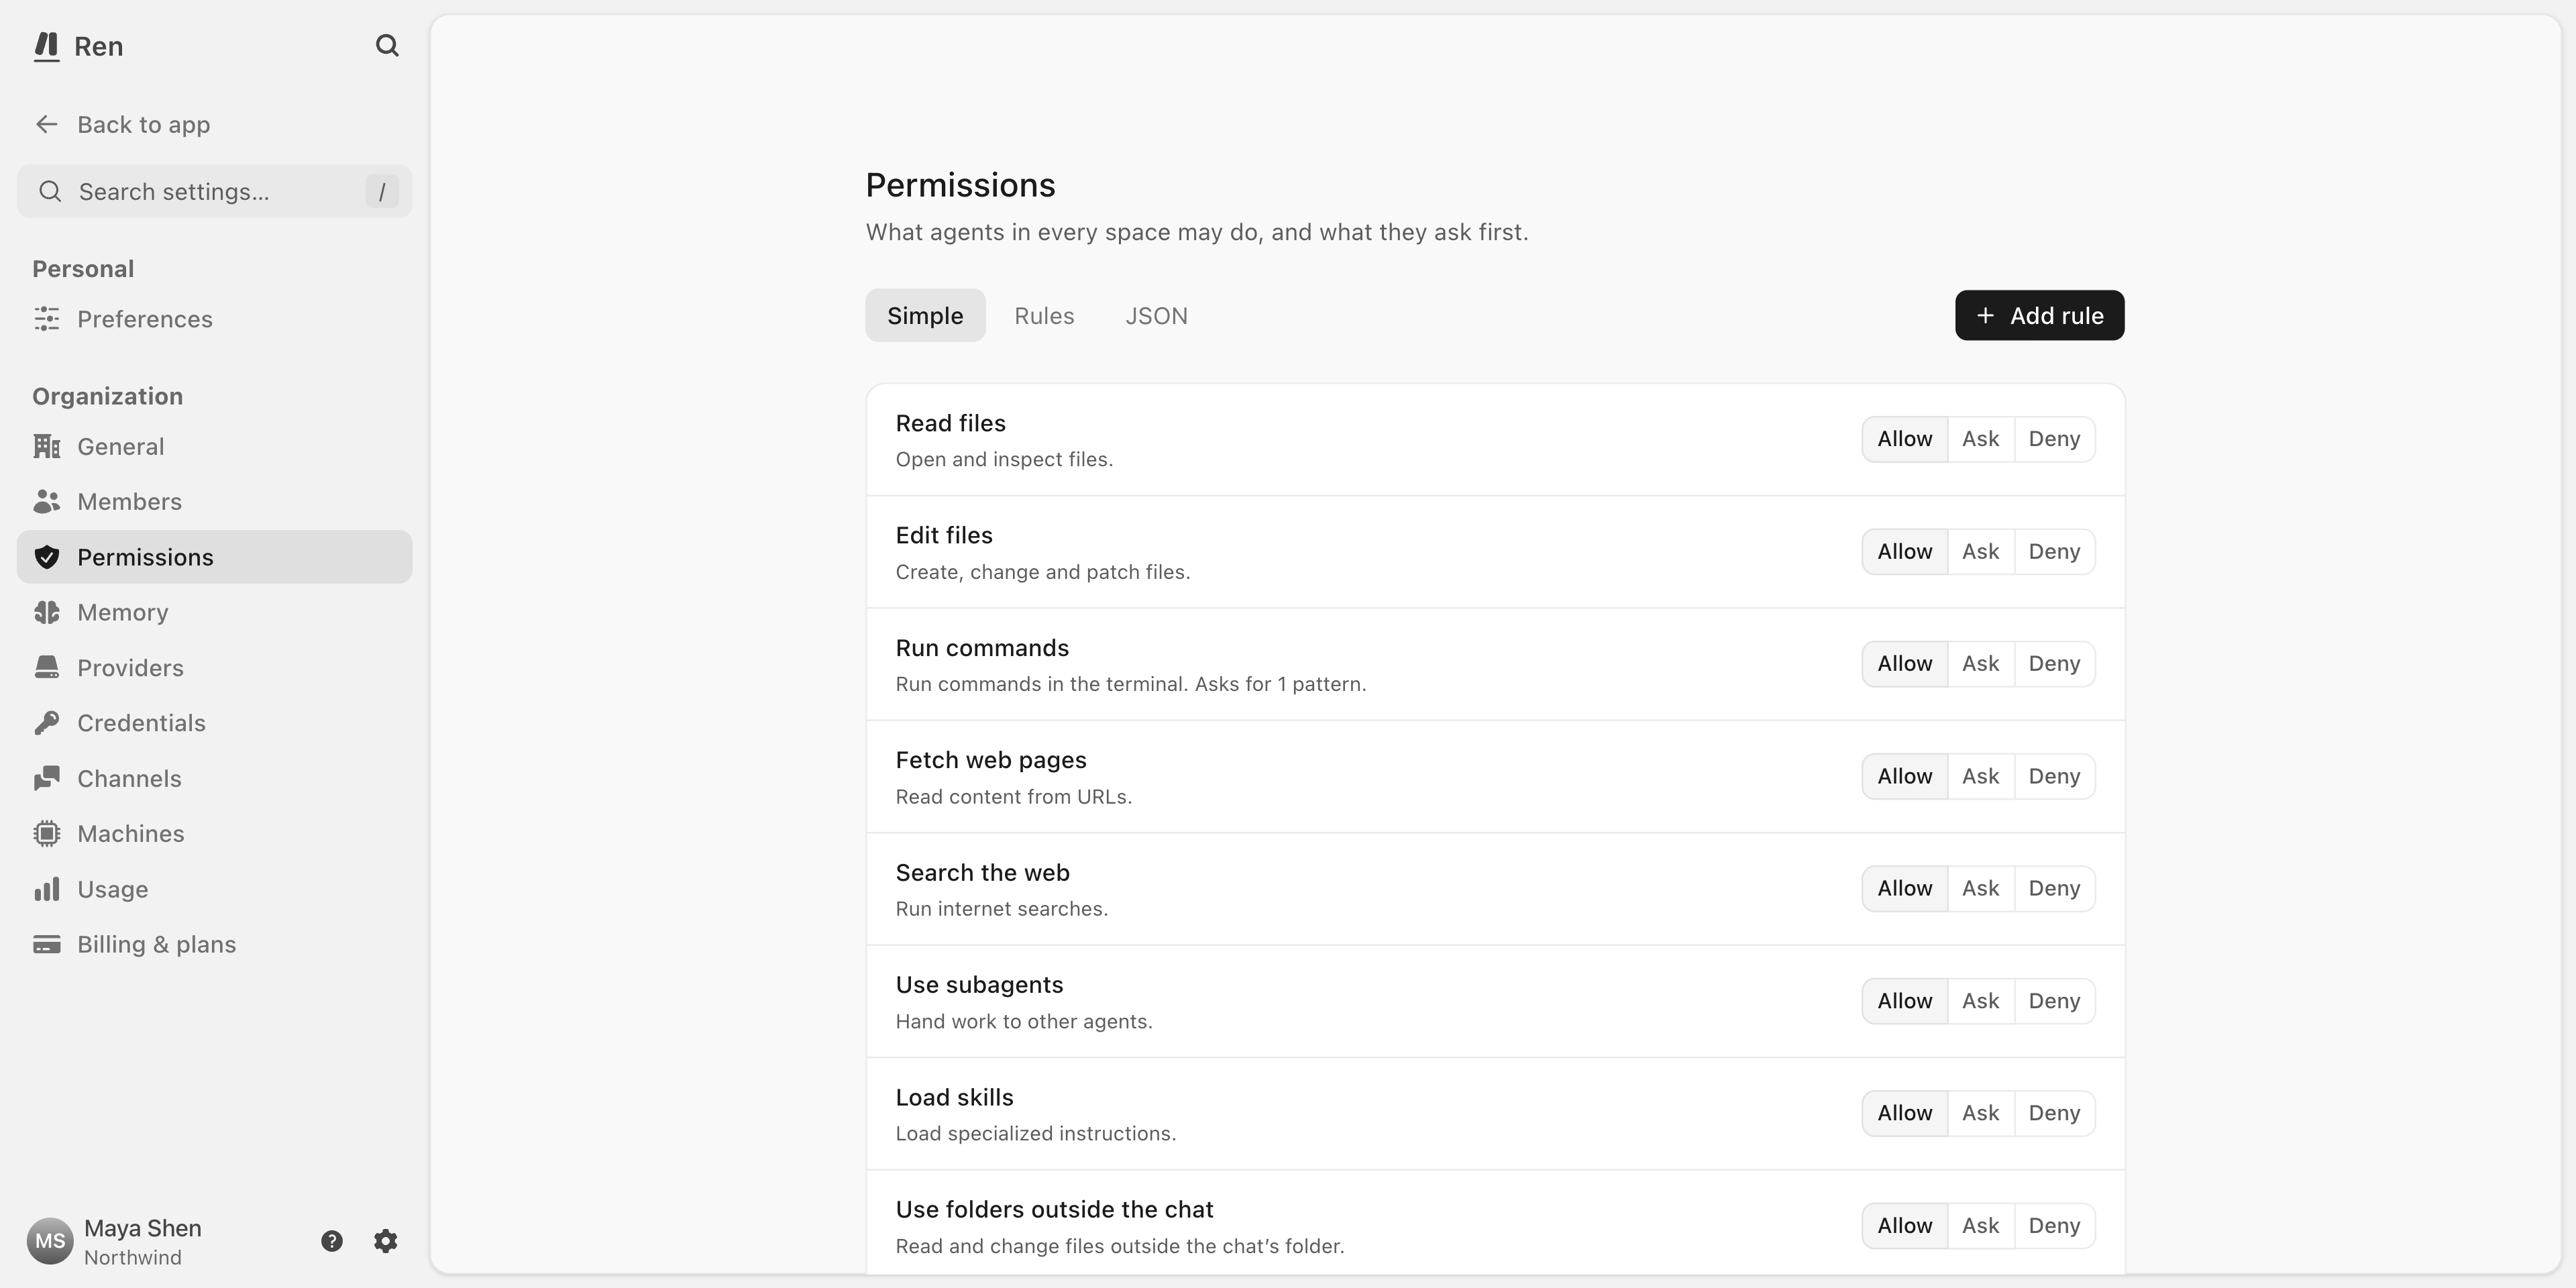 Ren
Back to app
Search settings... /
Personal
Preferences
Organization
General
Members
Permissions
Memory
Providers
Credentials
Channels
Machines
Usage
Billing & plans
MS
Maya Shen
Northwind
?
Permissions
What agents in every space may do, and what they ask first.
Simple Rules JSON
+ Add rule
Read files
Open and inspect files.
Allow Ask Deny
Edit files
Create, change and patch files.
Allow Ask Deny
Run commands
Run commands in the terminal. Asks for 1 pattern.
Allow Ask Deny
Fetch web pages
Read content from URLs.
Allow Ask Deny
Search the web
Run internet searches.
Allow Ask Deny
Use subagents
Hand work to other agents.
Allow Ask Deny
Load skills
Load specialized instructions.
Allow Ask Deny
Use folders outside the chat
Read and change files outside the chat’s folder.
Allow Ask Deny